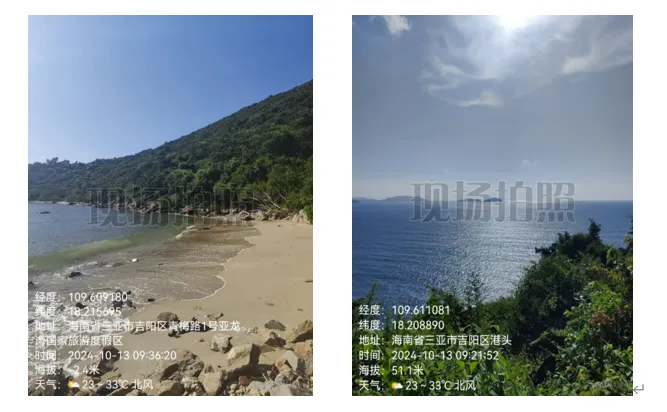 现场拍照
经度：109.609180
纬度：18.215695
地址：海南省三亚市吉阳区青梅路1号亚龙
湾国家旅游度假区
时间：2024-10-13 09:36:20
海拔：-2.4米
天气：⛅23～33℃ 北风
现场拍照
经度：109.611081
纬度：18.208890
地址：海南省三亚市吉阳区港头
时间：2024-10-13 09:21:52
海拔：51.1米
天气：⛅23～33℃ 北风